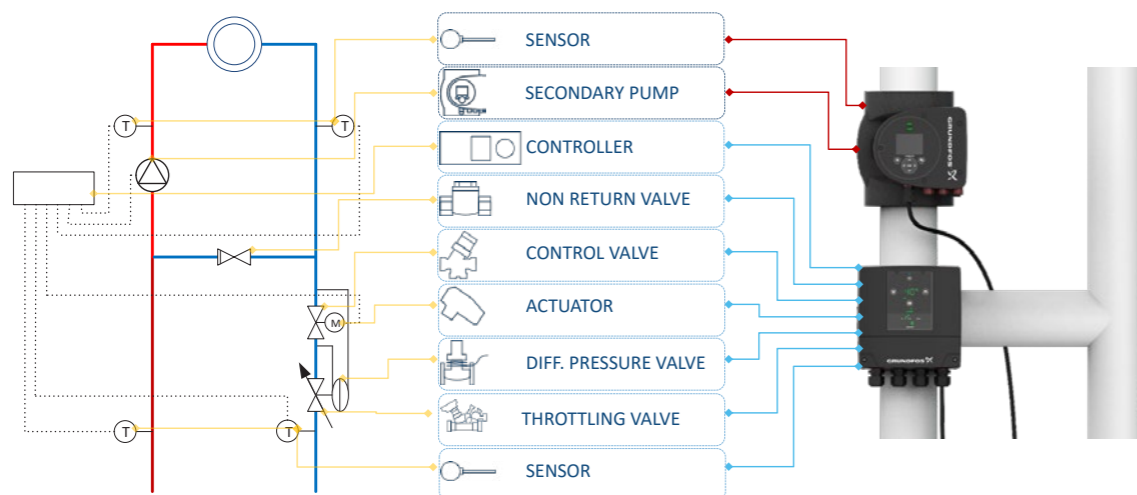 SENSOR
SECONDARY PUMP
T
T
CONTROLLER
NON RETURN VALVE
CONTROL VALVE
ACTUATOR
M
DIFF. PRESSURE VALVE
THROTTLING VALVE
T
T
SENSOR
GRUNDFOS
GRUNDFOS